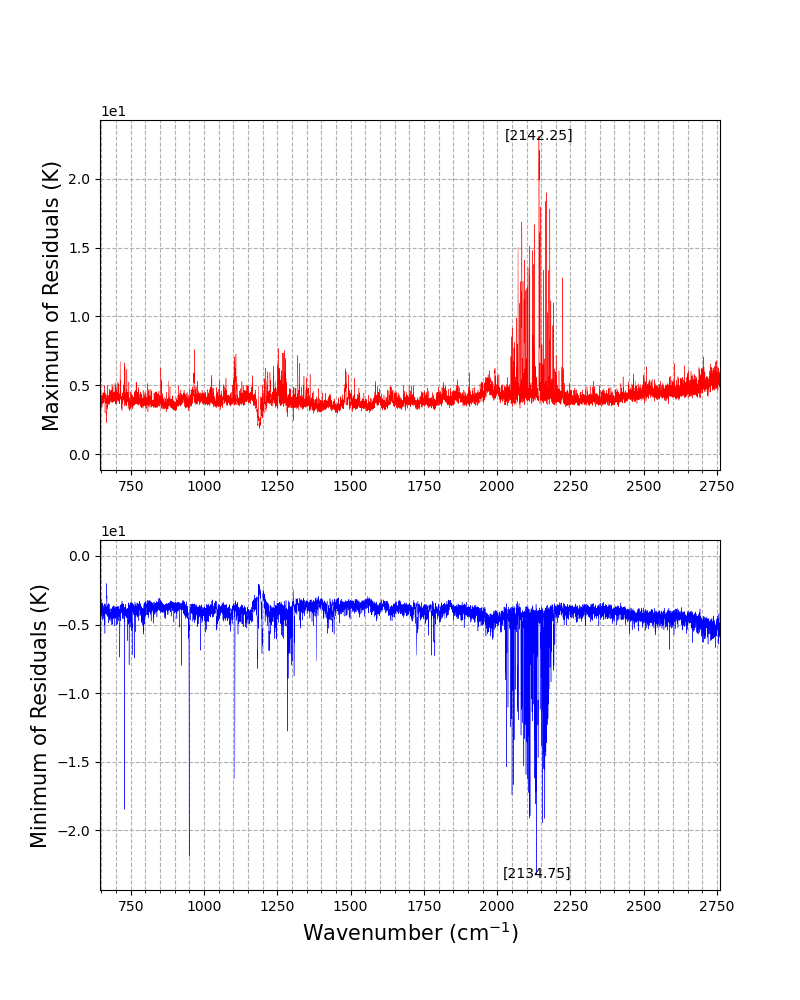 1e1
[2142.25]
2.0
1.5
1.0
0.5
0.0
Maximum of Residuals (K)
750 1000 1250 1500 1750 2000 2250 2500 2750
1e1
0.0
−0.5
−1.0
−1.5
−2.0
Minimum of Residuals (K)
[2134.75]
750 1000 1250 1500 1750 2000 2250 2500 2750
Wavenumber (cm⁻¹)